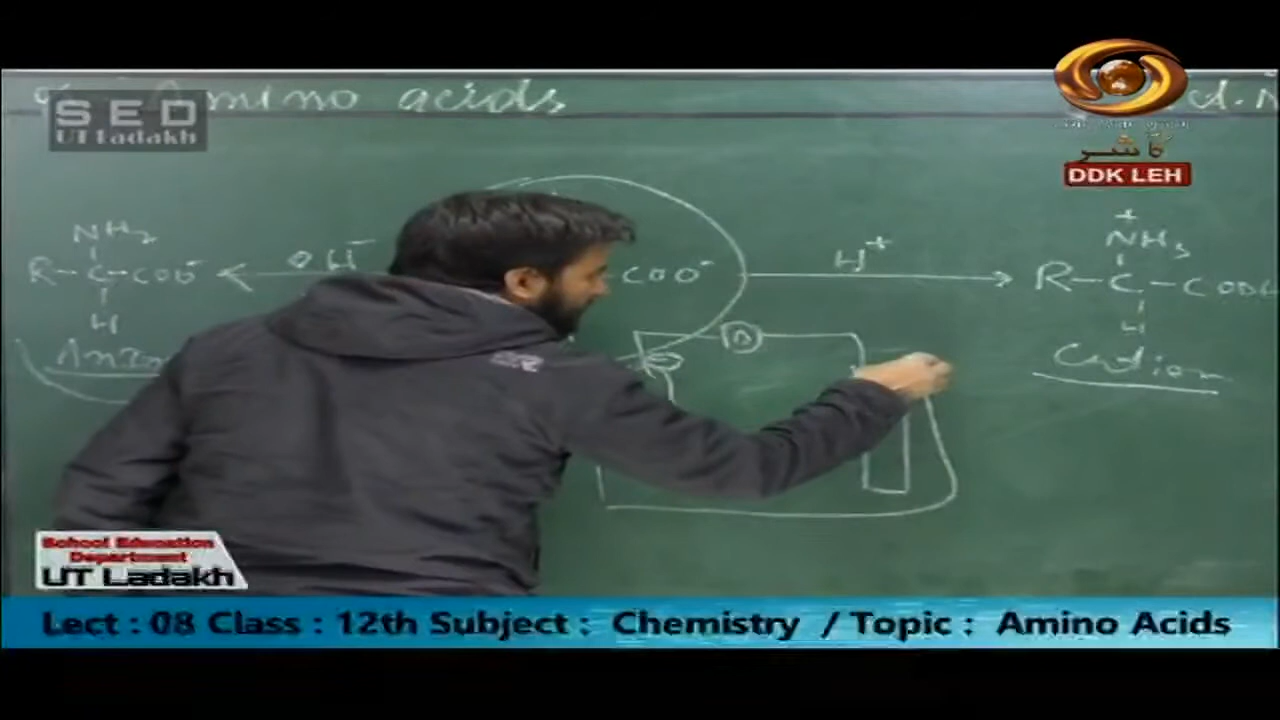 Amino acids
SED
UT Ladakh
كأشر
DDK LEH
NH₂
R-C-COO⁻
H
OH⁻
COO⁻
H⁺
+
NH₃
R-C-COOH
H
Cation
School Education
Department
UT Ladakh
Lect : 08 Class : 12th Subject : Chemistry / Topic : Amino Acids